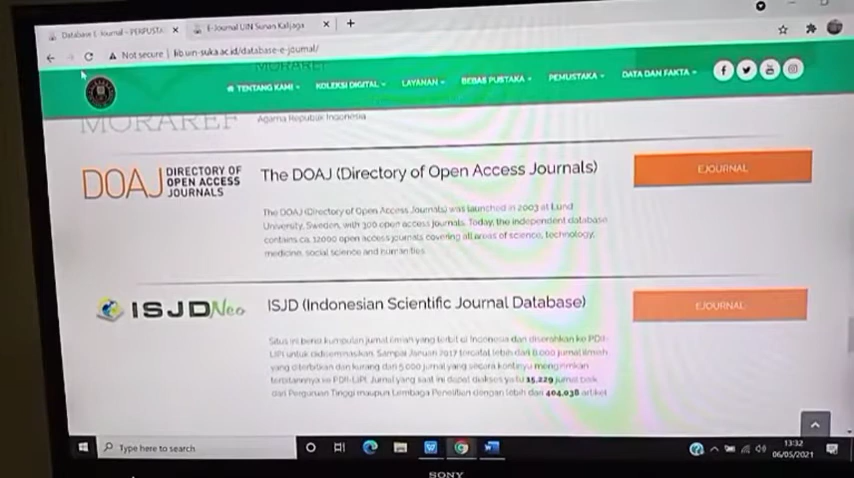 Database E-Journal - PERPUSTA
E-Journal UIN Sunan Kalijaga
Not secure | lib.uin-suka.ac.id/database-e-journal/
MORAREF
TENTANG KAMI
KOLEKSI DIGITAL
LAYANAN
BEBAS PUSTAKA
PEMUSTAKA
DATA DAN FAKTA
MORAREF
Agama Republik Indonesia
DOAJ DIRECTORY OF
OPEN ACCESS
JOURNALS
The DOAJ (Directory of Open Access Journals)
EJOURNAL
The DOAJ (Directory of Open Access Journals) was launched in 2003 at Lund
University, Sweden, with 300 open access journals. Today, the independent database
contains ca. 12000 open access journals covering all areas of science, technology,
medicine, social science and humanities.
ISJD Neo
ISJD (Indonesian Scientific Journal Database)
EJOURNAL
Situs ini berisi kumpulan jurnal ilmiah yang terbit di Indonesia dan diserahkan ke PDII-
LIPI untuk didiseminasikan. Sampai Januari 2017 tercatat lebih dari 8.000 jurnal ilmiah
yang diterbitkan dan kurang dari 5.000 jurnal yang secara kontinyu mengirimkan
terbitannya ke PDII-LIPI. Jurnal yang saat ini dapat diakses yaitu 15.229 jurnal baik
dari Perguruan Tinggi maupun Lembaga Penelitian dengan lebih dari 404.038 artikel
Type here to search
13:32
06/05/2021
SONY